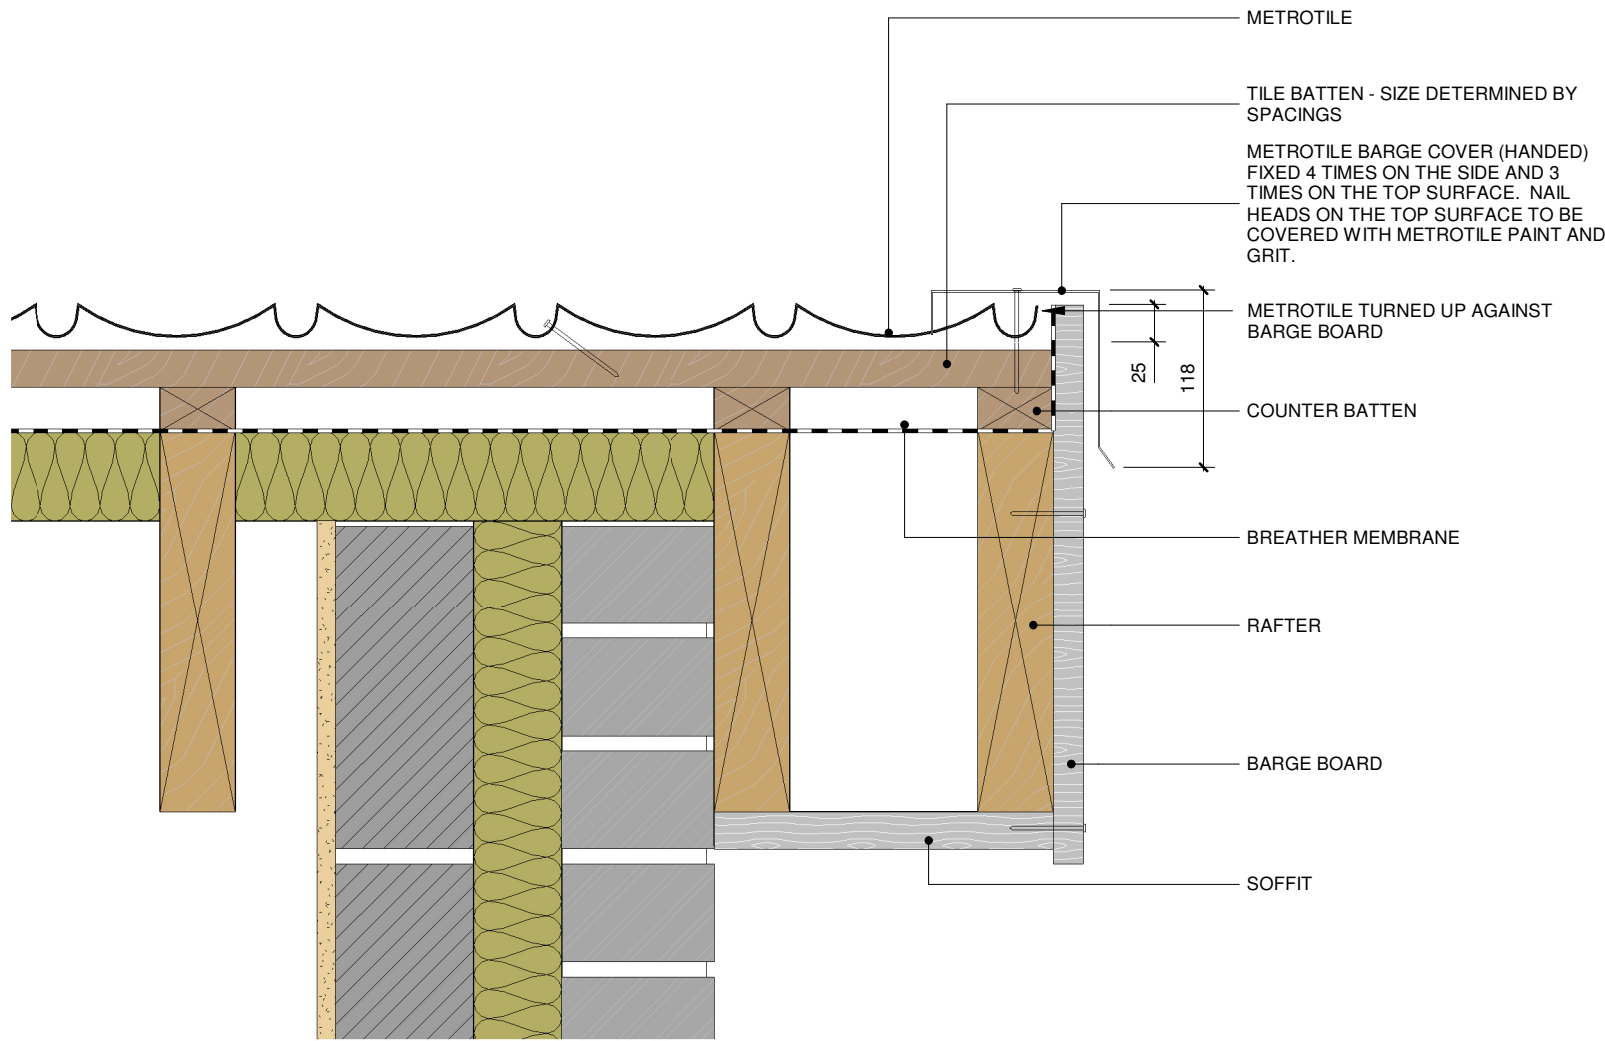 METROTILE
TILE BATTEN - SIZE DETERMINED BY
SPACINGS
METROTILE BARGE COVER (HANDED)
FIXED 4 TIMES ON THE SIDE AND 3
TIMES ON THE TOP SURFACE. NAIL
HEADS ON THE TOP SURFACE TO BE
COVERED WITH METROTILE PAINT AND
GRIT.
METROTILE TURNED UP AGAINST
BARGE BOARD
25
118
COUNTER BATTEN
BREATHER MEMBRANE
RAFTER
BARGE BOARD
SOFFIT